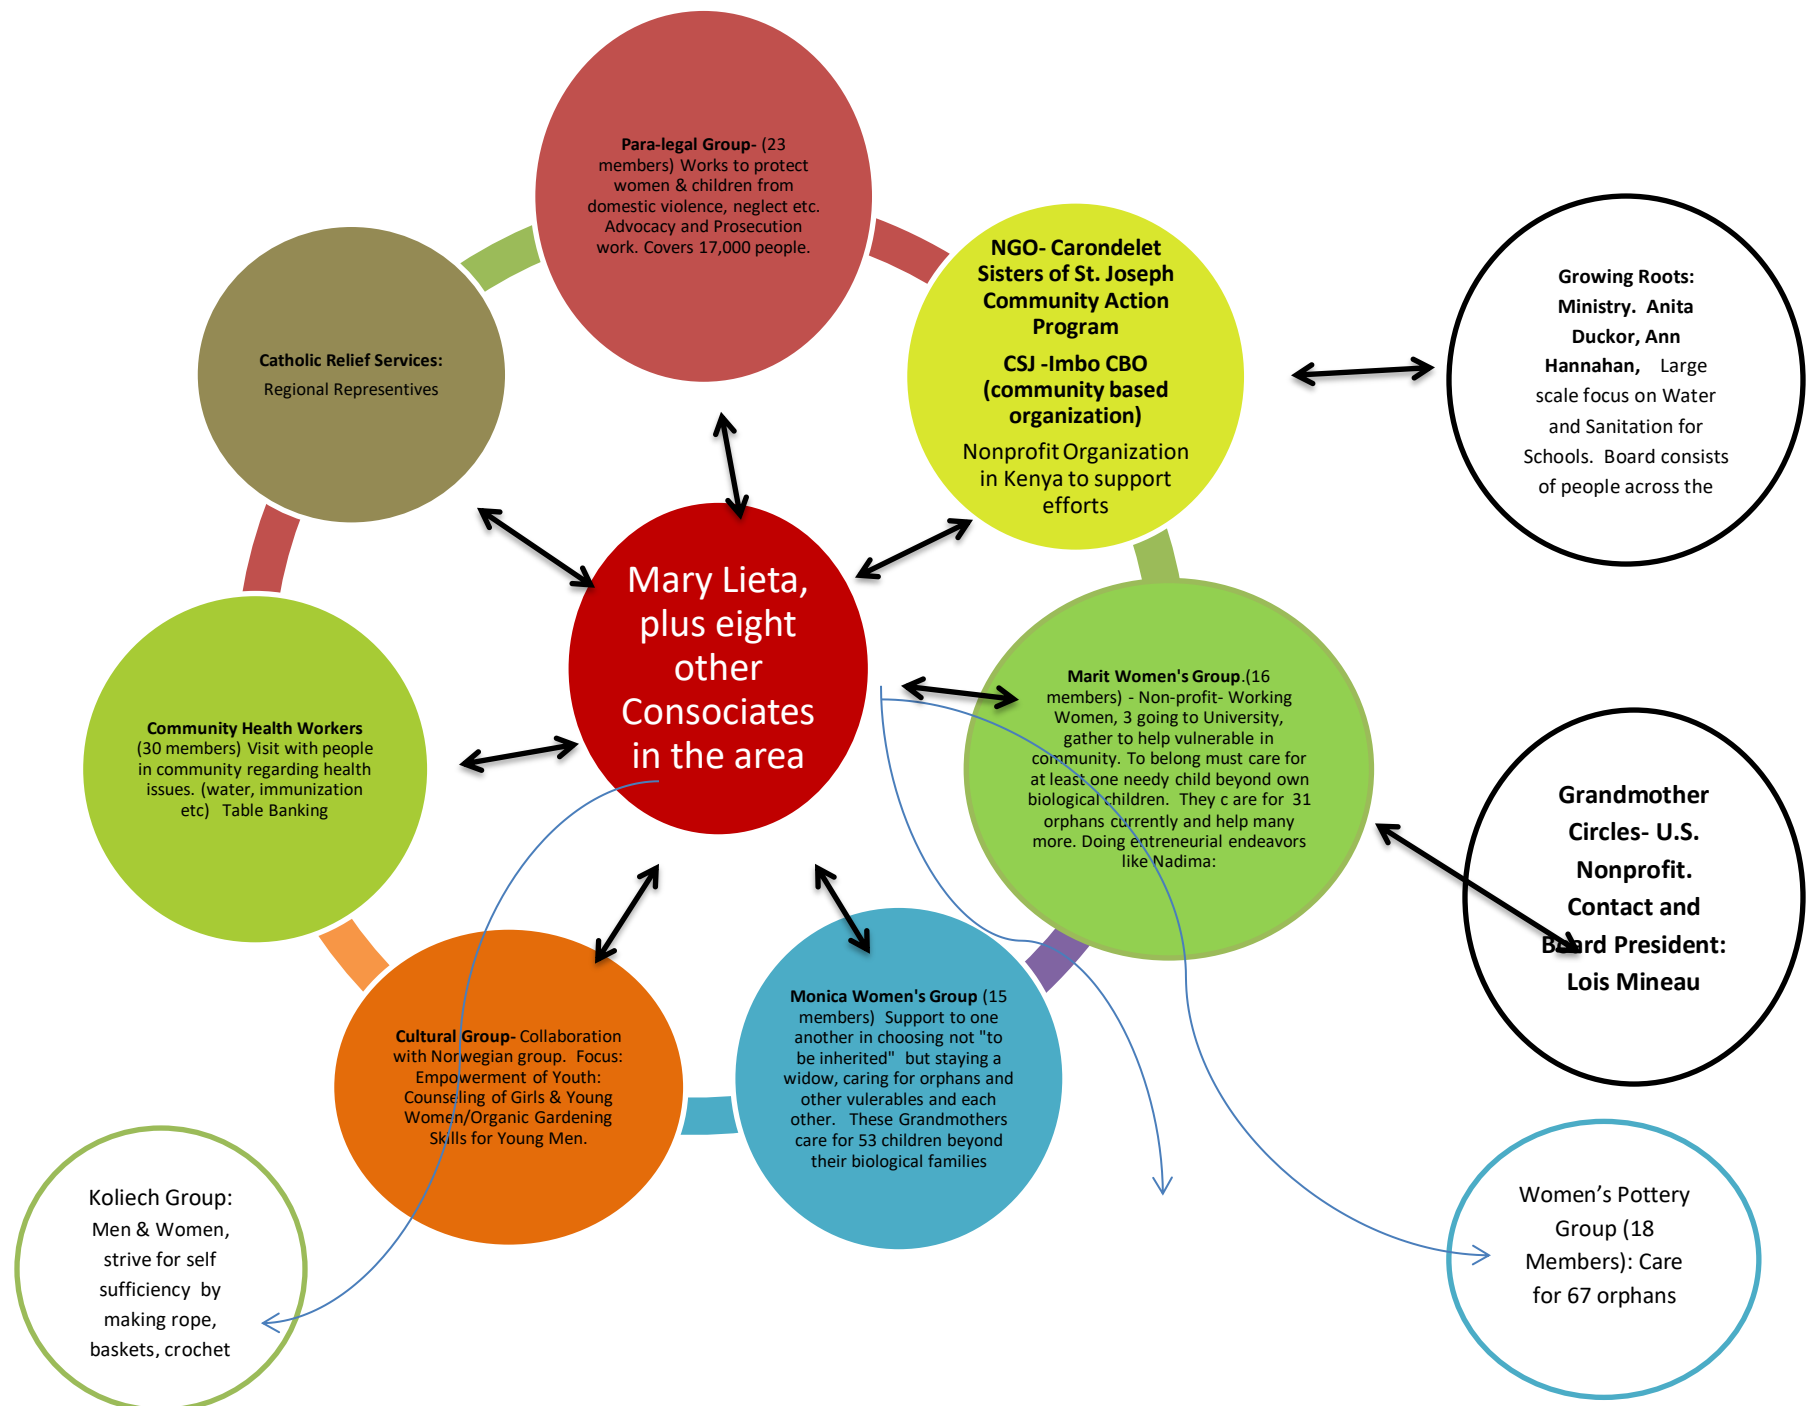 Para-legal Group- (23
members) Works to protect
women & children from
domestic violence, neglect etc.
Advocacy and Prosecution
work. Covers 17,000 people.
NGO- Carondelet
Sisters of St. Joseph
Community Action
Program
CSJ -Imbo CBO
(community based
organization)
Nonprofit Organization
in Kenya to support
efforts
Growing Roots:
Ministry. Anita
Duckor, Ann
Hannahan, Large
scale focus on Water
and Sanitation for
Schools. Board consists
of people across the
Catholic Relief Services:
Regional Representives
Mary Lieta,
plus eight
other
Consociates
in the area
Marit Women's Group.(16
members) - Non-profit- Working
Women, 3 going to University,
gather to help vulnerable in
community. To belong must care for
at least one needy child beyond own
biological children. They c are for 31
orphans currently and help many
more. Doing entreneurial endeavors
like Nadima:
Community Health Workers
(30 members) Visit with people
in community regarding health
issues. (water, immunization
etc) Table Banking
Grandmother
Circles- U.S.
Nonprofit.
Contact and
Board President:
Lois Mineau
Cultural Group- Collaboration
with Norwegian group. Focus:
Empowerment of Youth:
Counseling of Girls & Young
Women/Organic Gardening
Skills for Young Men.
Monica Women's Group (15
members) Support to one
another in choosing not "to
be inherited" but staying a
widow, caring for orphans and
other vulerables and each
other. These Grandmothers
care for 53 children beyond
their biological families
Koliech Group:
Men & Women,
strive for self
sufficiency by
making rope,
baskets, crochet
Women’s Pottery
Group (18
Members): Care
for 67 orphans